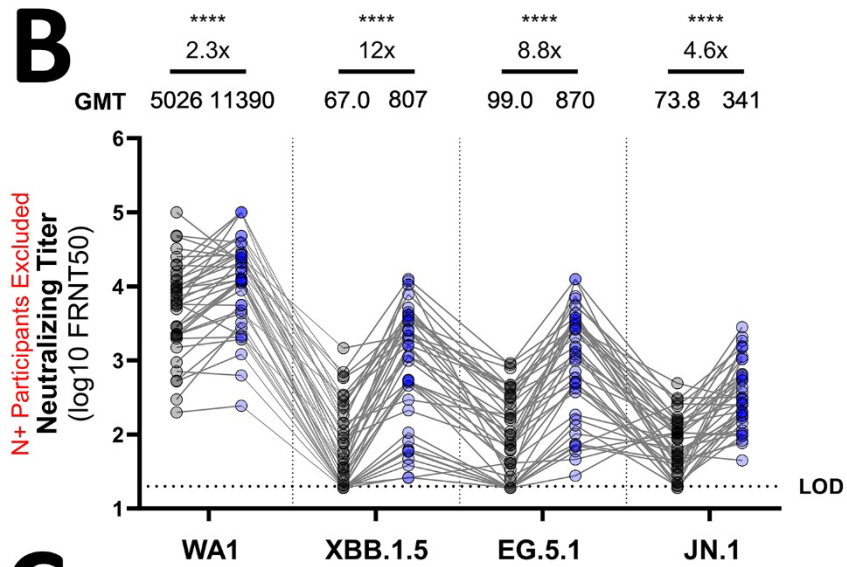 B
**** **** **** ****
2.3x 12x 8.8x 4.6x
GMT 5026 11390 67.0 807 99.0 870 73.8 341
N+ Participants Excluded
Neutralizing Titer
(log10 FRNT50)
6
5
4
3
2
1
LOD
WA1 XBB.1.5 EG.5.1 JN.1